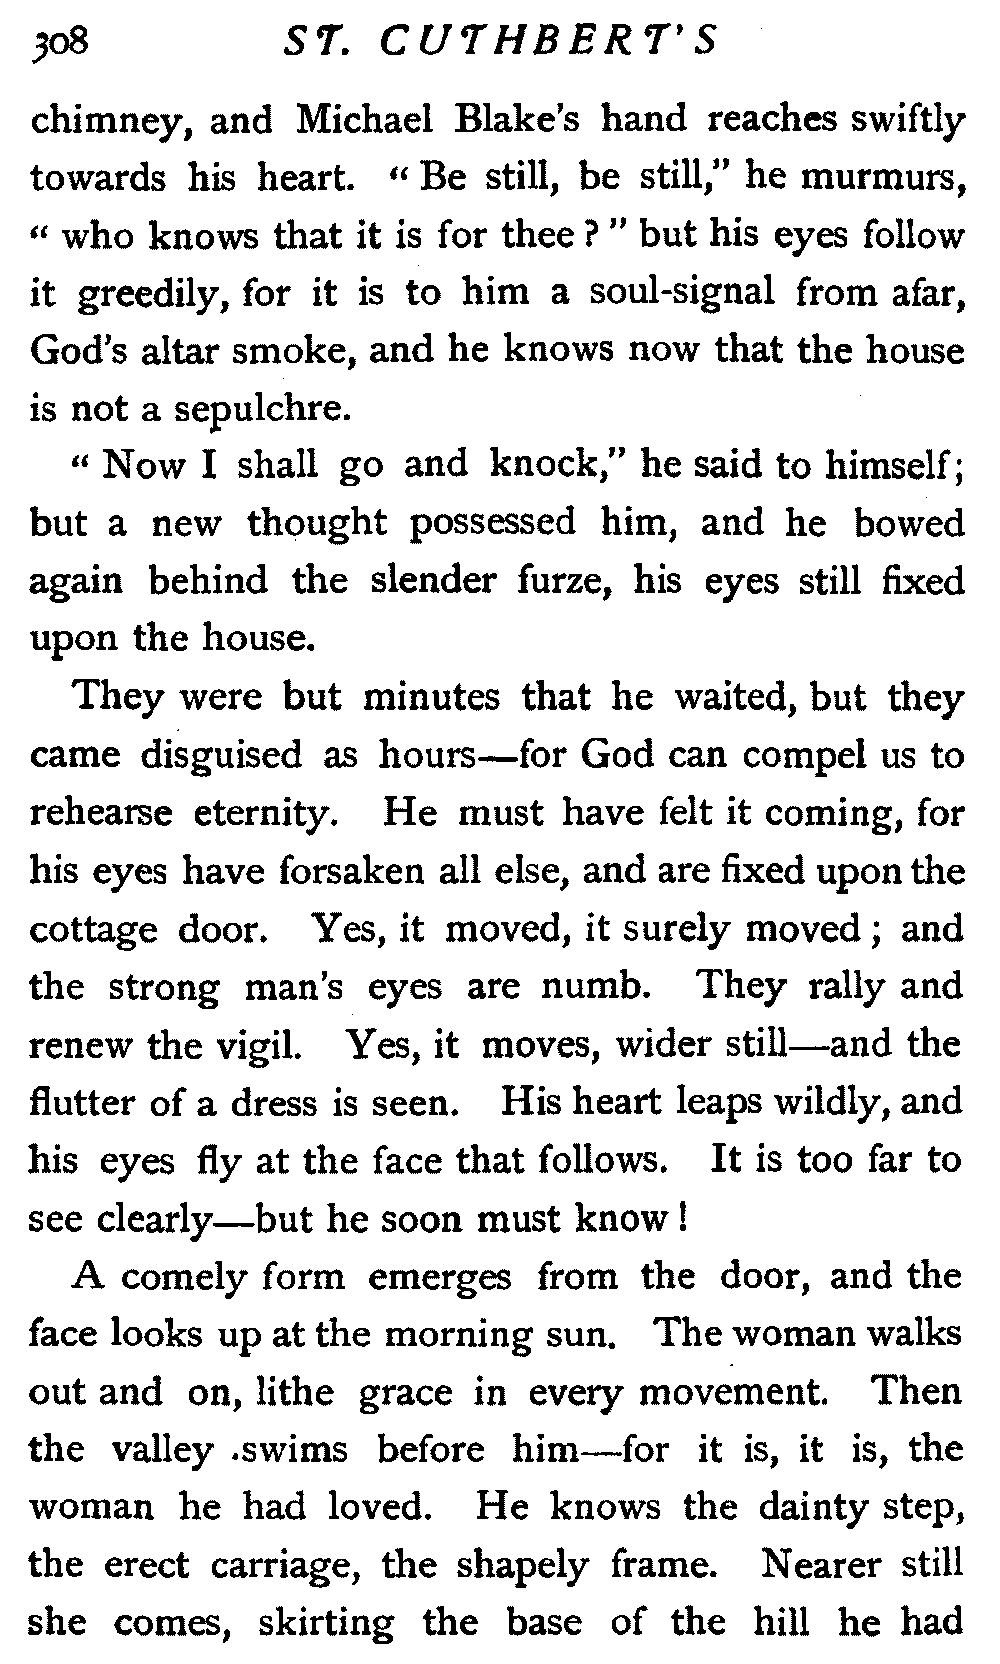 308 ST. CUTHBERT'S
chimney, and Michael Blake's hand reaches swiftly
towards his heart. " Be still, be still," he murmurs,
" who knows that it is for thee ? " but his eyes follow
it greedily, for it is to him a soul-signal from afar,
God's altar smoke, and he knows now that the house
is not a sepulchre.
" Now I shall go and knock," he said to himself;
but a new thought possessed him, and he bowed
again behind the slender furze, his eyes still fixed
upon the house.
They were but minutes that he waited, but they
came disguised as hours—for God can compel us to
rehearse eternity. He must have felt it coming, for
his eyes have forsaken all else, and are fixed upon the
cottage door. Yes, it moved, it surely moved ; and
the strong man's eyes are numb. They rally and
renew the vigil. Yes, it moves, wider still—and the
flutter of a dress is seen. His heart leaps wildly, and
his eyes fly at the face that follows. It is too far to
see clearly—but he soon must know !
A comely form emerges from the door, and the
face looks up at the morning sun. The woman walks
out and on, lithe grace in every movement. Then
the valley swims before him—for it is, it is, the
woman he had loved. He knows the dainty step,
the erect carriage, the shapely frame. Nearer still
she comes, skirting the base of the hill he had